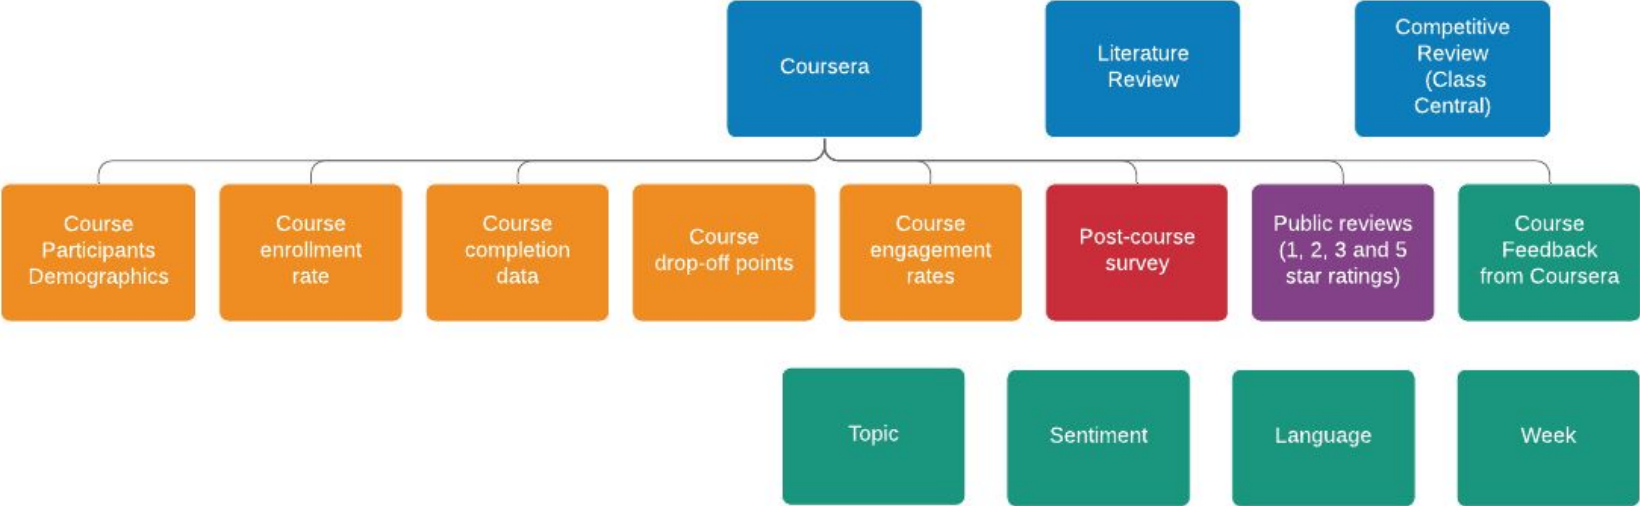 Coursera
Literature
Review
Competitive
Review
(Class
Central)
Course
Participants
Demographics
Course
enrollment
rate
Course
completion
data
Course
drop-off points
Course
engagement
rates
Post-course
survey
Public reviews
(1, 2, 3 and 5
star ratings)
Course
Feedback
from Coursera
Topic
Sentiment
Language
Week